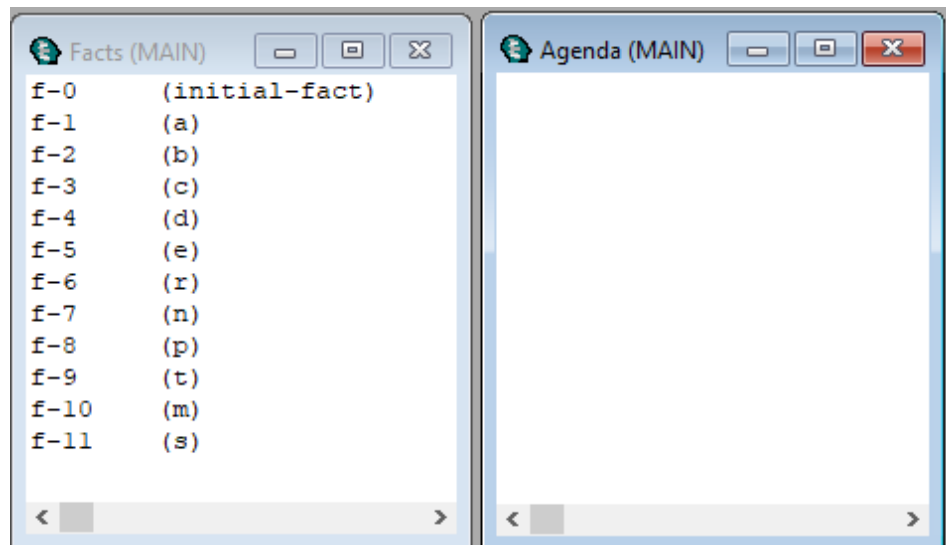 Facts (MAIN)
f-0 (initial-fact)
f-1 (a)
f-2 (b)
f-3 (c)
f-4 (d)
f-5 (e)
f-6 (r)
f-7 (n)
f-8 (p)
f-9 (t)
f-10 (m)
f-11 (s)
Agenda (MAIN)